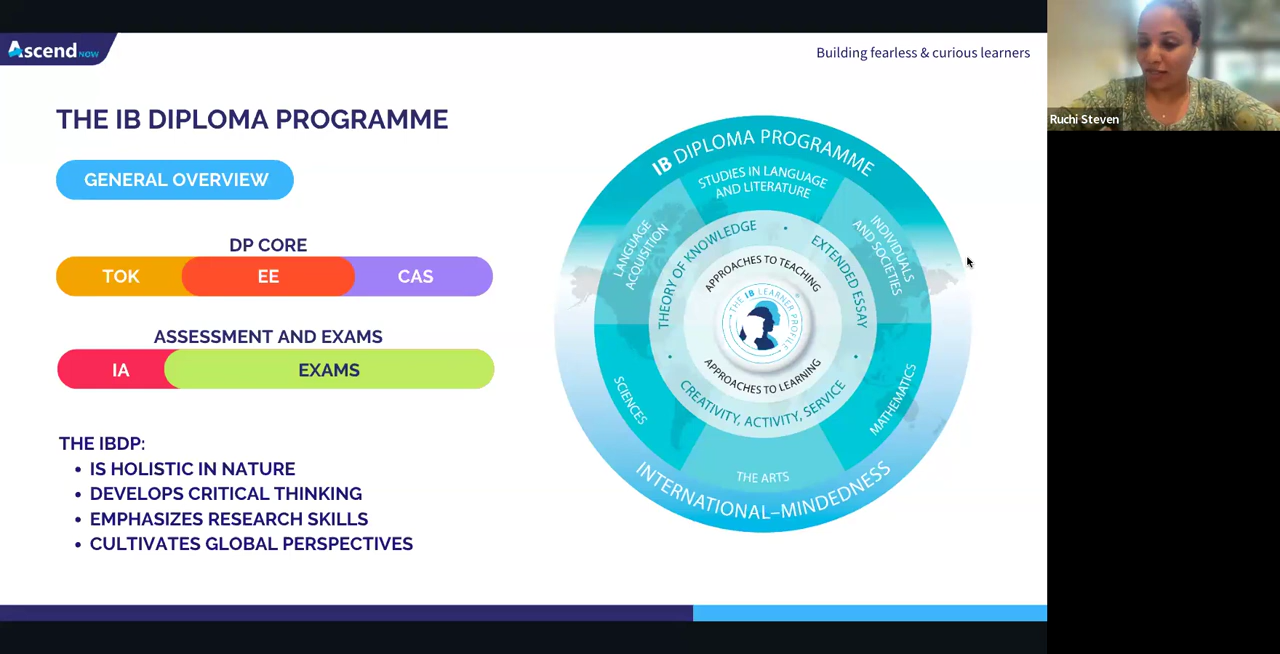 Ascend NOW
Building fearless & curious learners
Ruchi Steven
THE IB DIPLOMA PROGRAMME
GENERAL OVERVIEW
DP CORE
TOK
EE
CAS
ASSESSMENT AND EXAMS
IA
EXAMS
THE IBDP:
• IS HOLISTIC IN NATURE
• DEVELOPS CRITICAL THINKING
• EMPHASIZES RESEARCH SKILLS
• CULTIVATES GLOBAL PERSPECTIVES
IB DIPLOMA PROGRAMME
STUDIES IN LANGUAGE
AND LITERATURE
LANGUAGE
ACQUISITION
INDIVIDUALS
AND SOCIETIES
THEORY OF KNOWLEDGE
EXTENDED ESSAY
APPROACHES TO TEACHING
THE IB LEARNER PROFILE
APPROACHES TO LEARNING
CREATIVITY, ACTIVITY, SERVICE
SCIENCES
MATHEMATICS
THE ARTS
INTERNATIONAL–MINDEDNESS